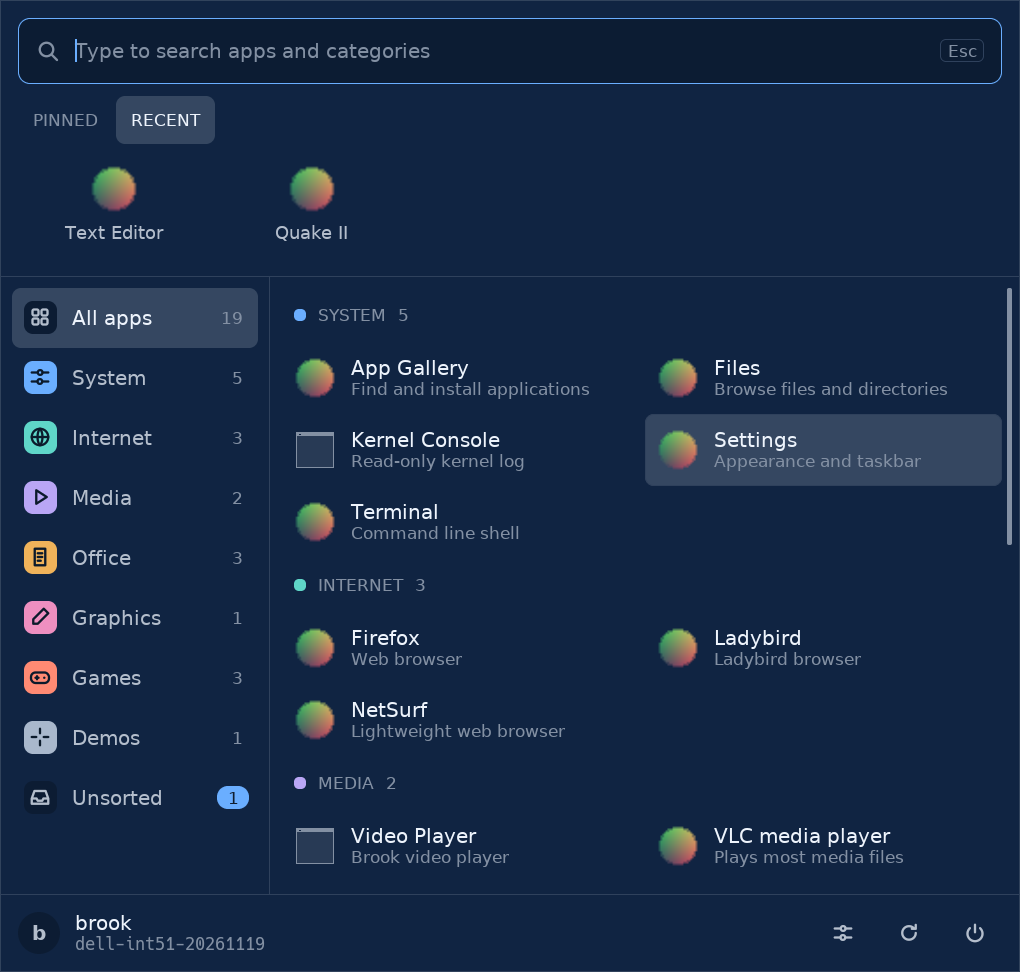 Type to search apps and categories
Esc
PINNED
RECENT
Text Editor
Quake II
All apps 19
System 5
Internet 3
Media 2
Office 3
Graphics 1
Games 3
Demos 1
Unsorted 1
SYSTEM 5
App Gallery
Find and install applications
Files
Browse files and directories
Kernel Console
Read-only kernel log
Settings
Appearance and taskbar
Terminal
Command line shell
INTERNET 3
Firefox
Web browser
Ladybird
Ladybird browser
NetSurf
Lightweight web browser
MEDIA 2
Video Player
Brook video player
VLC media player
Plays most media files
b
brook
dell-int51-20261119